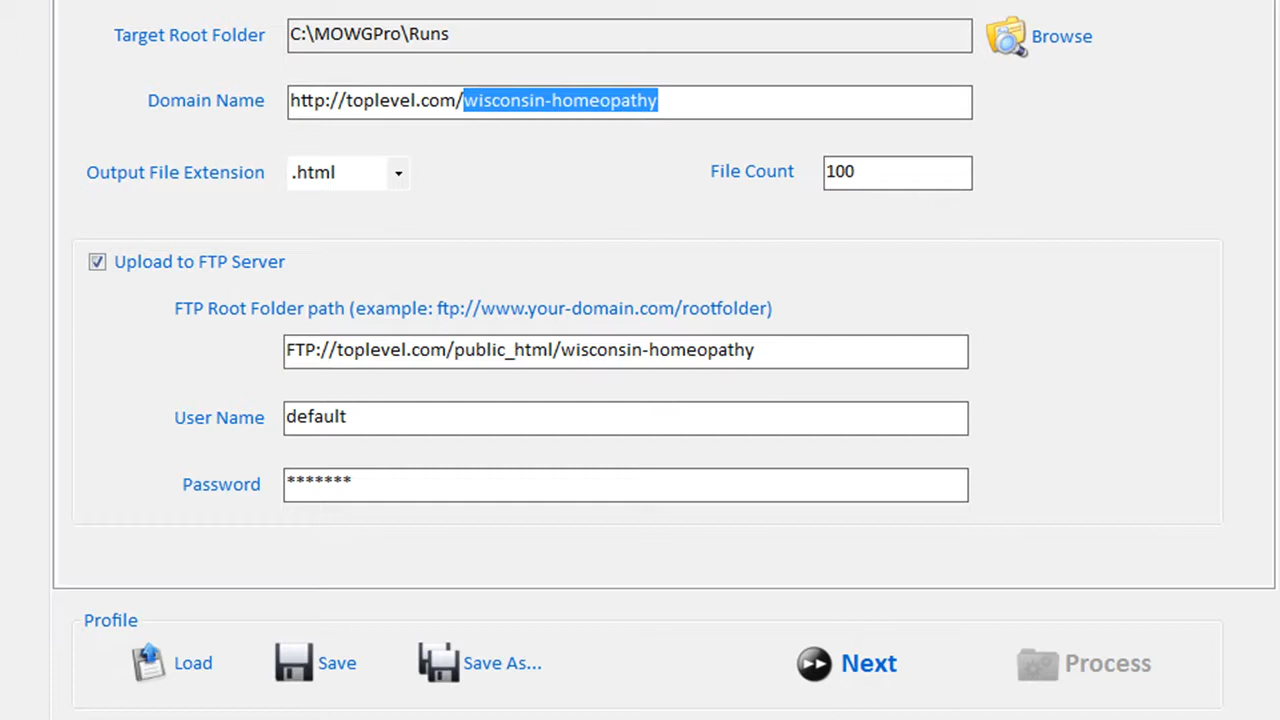 Target Root Folder C:\MOWGPro\Runs Browse
Domain Name http://toplevel.com/wisconsin-homeopathy
Output File Extension .html File Count 100
Upload to FTP Server
FTP Root Folder path (example: ftp://www.your-domain.com/rootfolder)
FTP://toplevel.com/public_html/wisconsin-homeopathy
User Name default
Password *******
Profile
Load Save Save As... Next Process